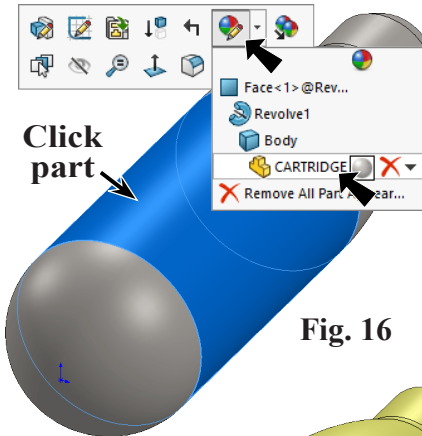 Face<1>@Rev...
Revolve1
Body
CARTRIDGE
Remove All Part Appear...
Click
part
Fig. 16